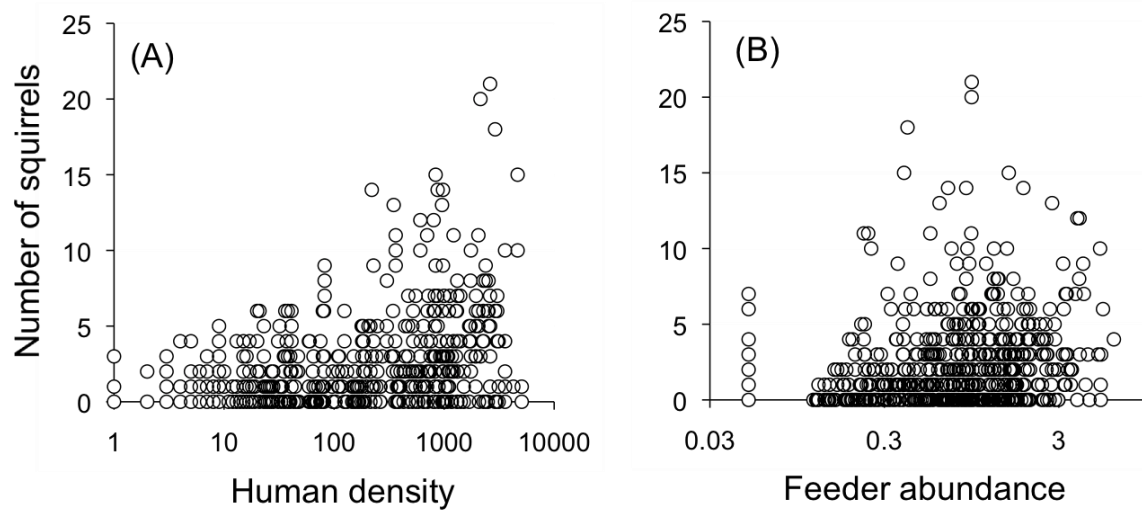 Number of squirrels
(A)
25
20
15
10
5
0
1 10 100 1000 10000
Human density
(B)
25
20
15
10
5
0
0.03 0.3 3
Feeder abundance